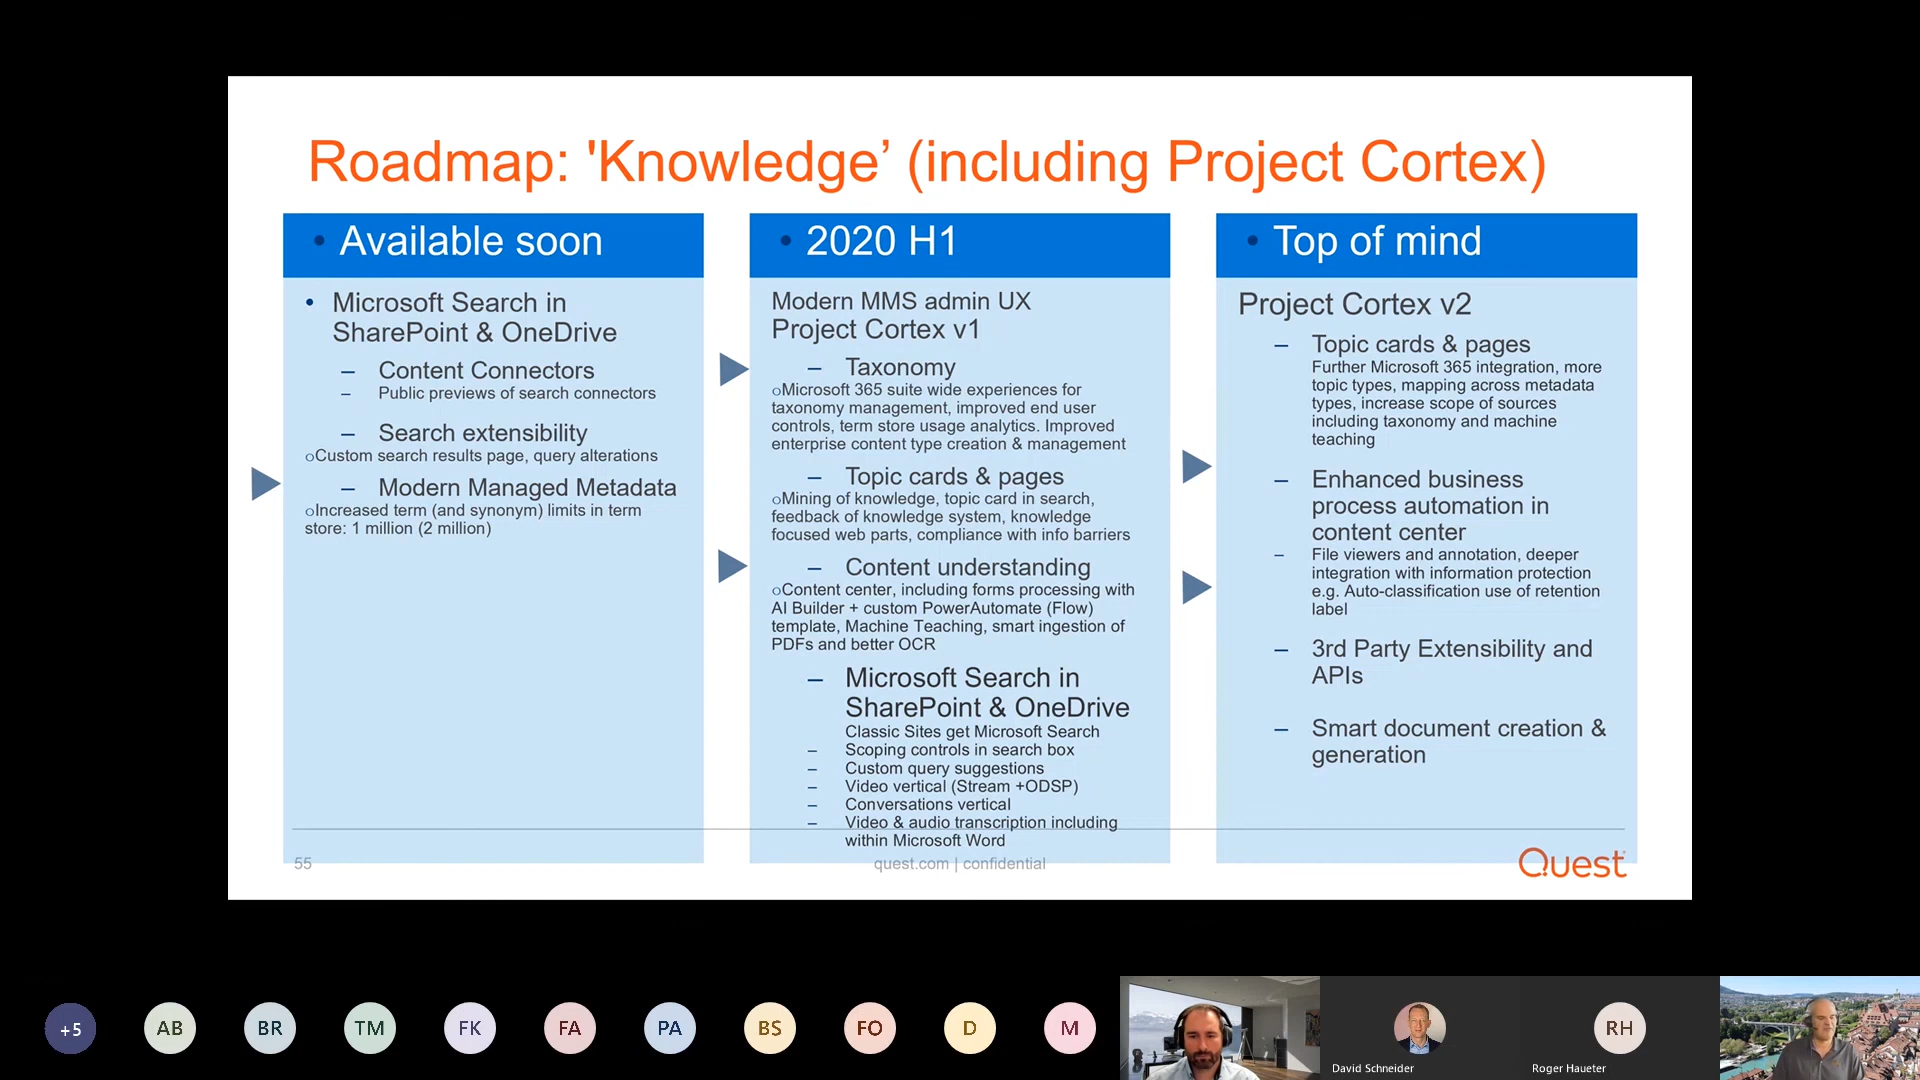 Roadmap: 'Knowledge’ (including Project Cortex)
• Available soon
• Microsoft Search in
SharePoint & OneDrive
– Content Connectors
– Public previews of search connectors
– Search extensibility
oCustom search results page, query alterations
– Modern Managed Metadata
oIncreased term (and synonym) limits in term
store: 1 million (2 million)
• 2020 H1
Modern MMS admin UX
Project Cortex v1
– Taxonomy
oMicrosoft 365 suite wide experiences for
taxonomy management, improved end user
controls, term store usage analytics. Improved
enterprise content type creation & management
– Topic cards & pages
oMining of knowledge, topic card in search,
feedback of knowledge system, knowledge
focused web parts, compliance with info barriers
– Content understanding
oContent center, including forms processing with
AI Builder + custom PowerAutomate (Flow)
template, Machine Teaching, smart ingestion of
PDFs and better OCR
– Microsoft Search in
SharePoint & OneDrive
Classic Sites get Microsoft Search
– Scoping controls in search box
– Custom query suggestions
– Video vertical (Stream +ODSP)
– Conversations vertical
– Video & audio transcription including
within Microsoft Word
• Top of mind
Project Cortex v2
– Topic cards & pages
Further Microsoft 365 integration, more
topic types, mapping across metadata
types, increase scope of sources
including taxonomy and machine
teaching
– Enhanced business
process automation in
content center
– File viewers and annotation, deeper
integration with information protection
e.g. Auto-classification use of retention
label
– 3rd Party Extensibility and
APIs
– Smart document creation &
generation
55
quest.com | confidential
Quest
+5
AB
BR
TM
FK
FA
PA
BS
FO
D
M
David Schneider
RH
Roger Haueter